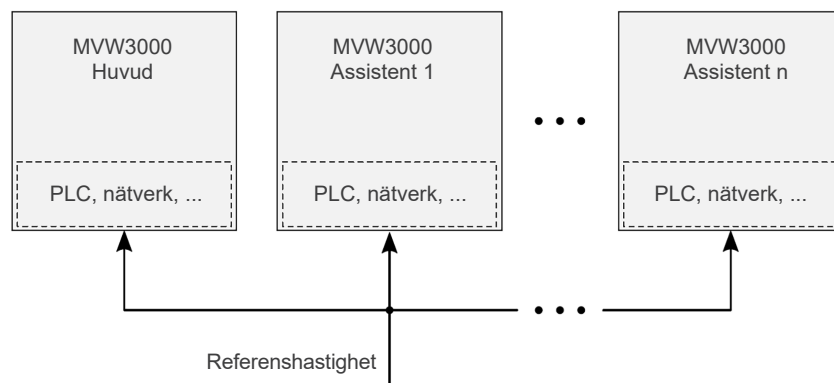 MVW3000
Huvud
MVW3000
Assistent 1
MVW3000
Assistent n
PLC, nätverk, ...
PLC, nätverk, ...
PLC, nätverk, ...
Referenshastighet